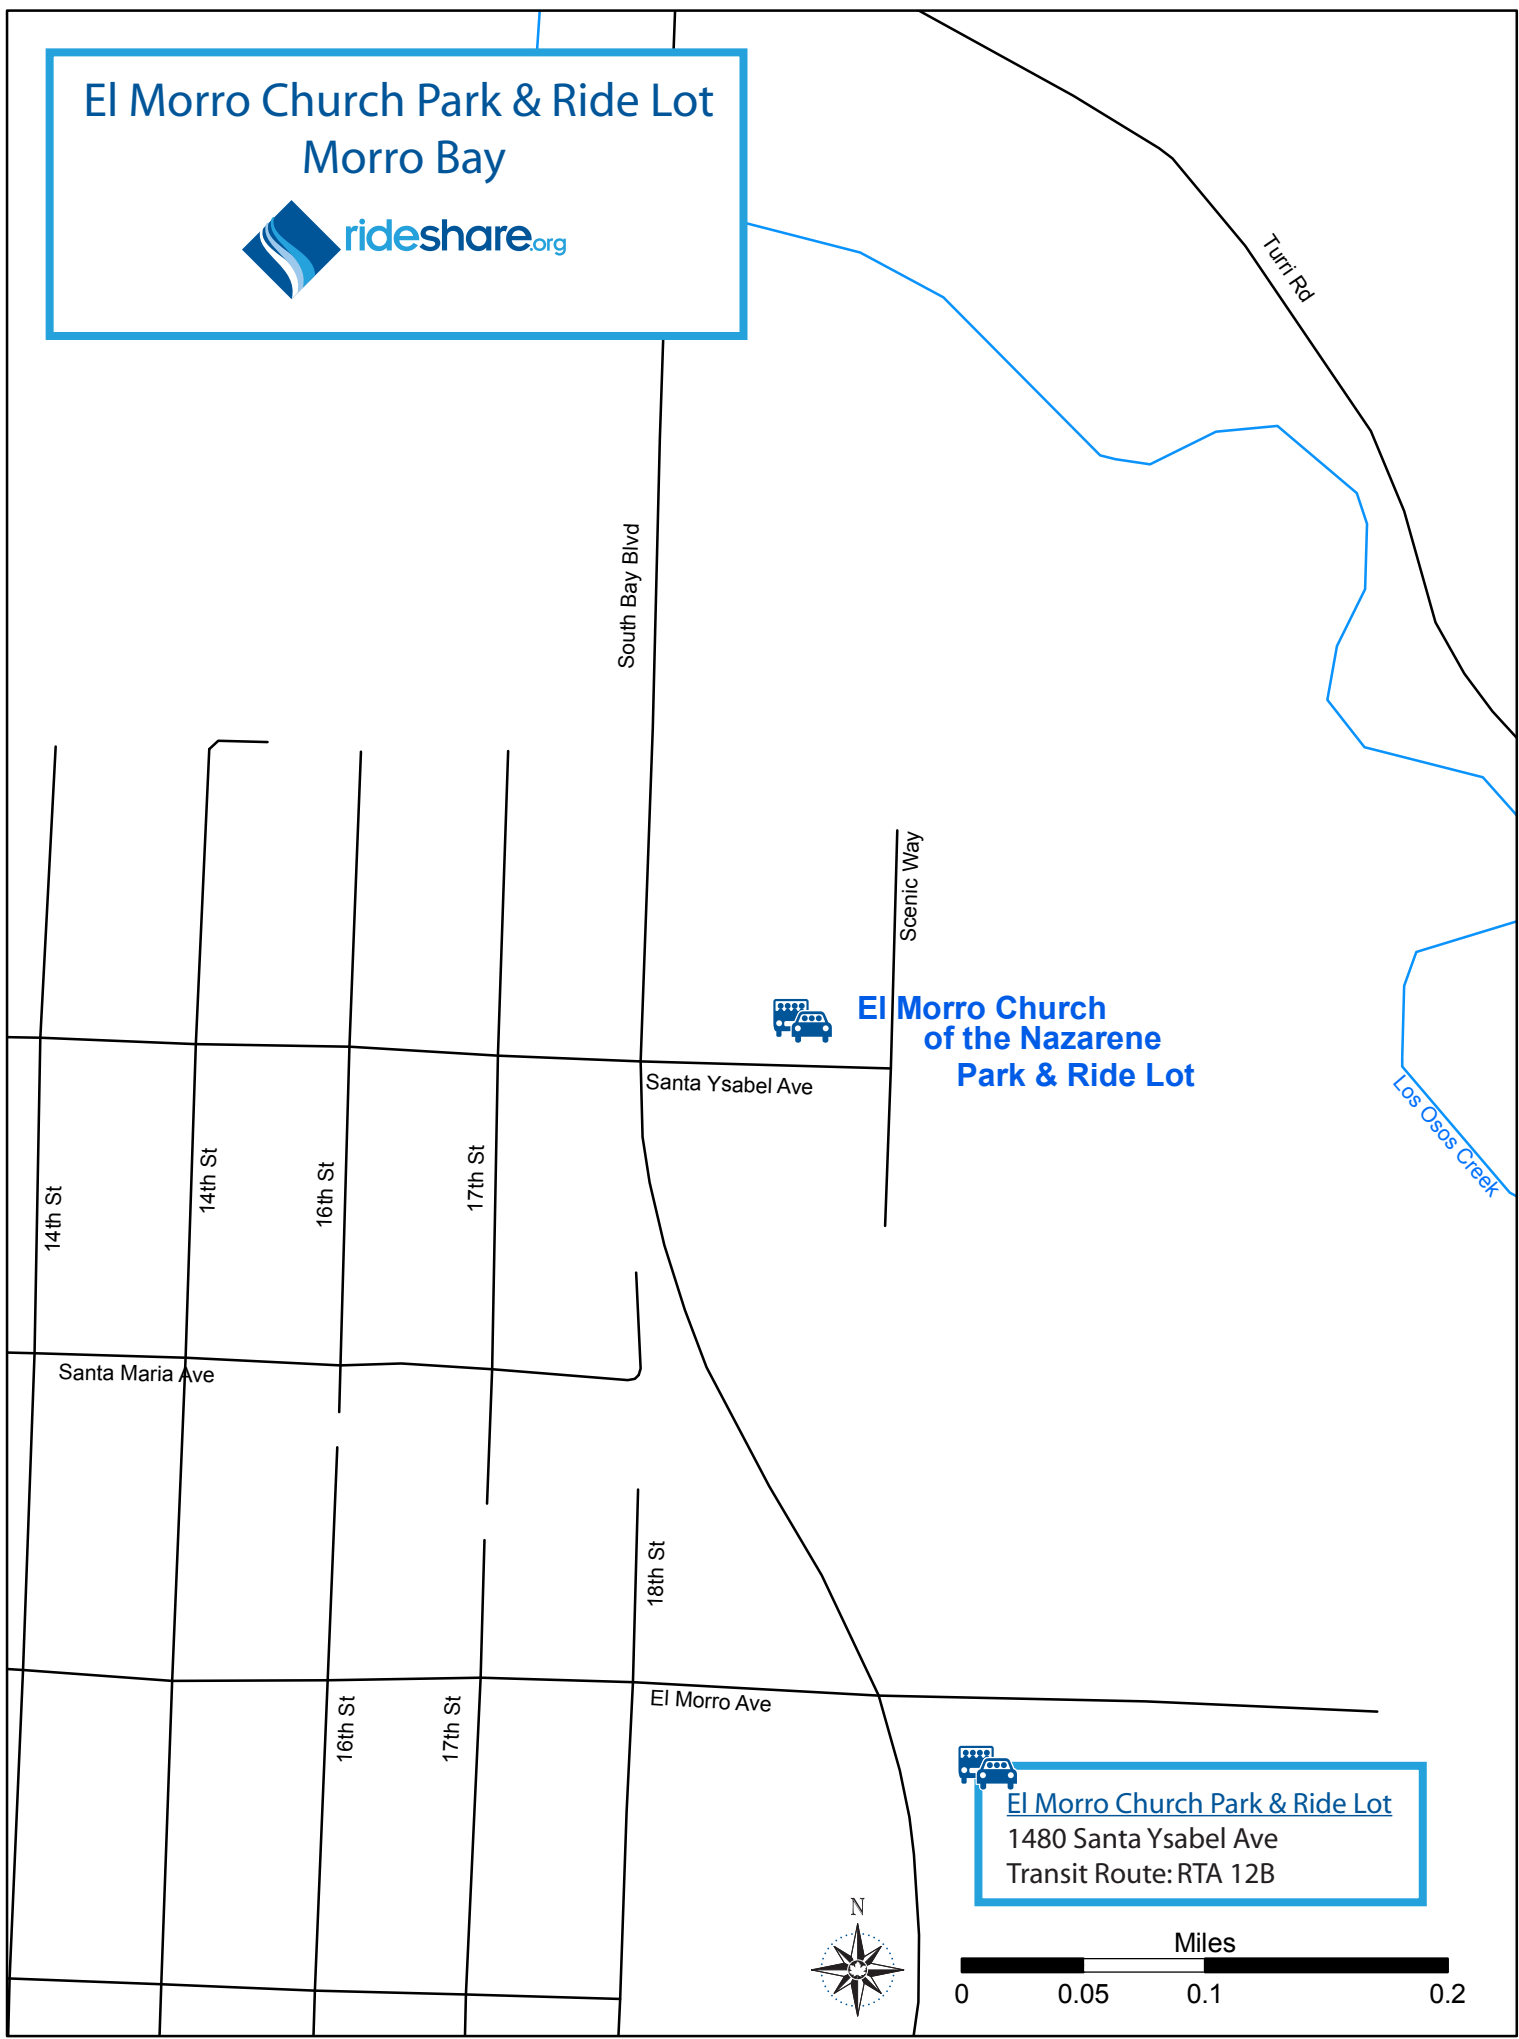 El Morro Church Park & Ride Lot
Morro Bay
rideshare.org
Turri Rd
South Bay Blvd
Scenic Way
El Morro Church
of the Nazarene
Park & Ride Lot
Santa Ysabel Ave
Los Osos Creek
14th St
14th St
16th St
17th St
Santa Maria Ave
18th St
El Morro Ave
16th St
17th St
El Morro Church Park & Ride Lot
1480 Santa Ysabel Ave
Transit Route: RTA 12B
N
Miles
0 0.05 0.1 0.2